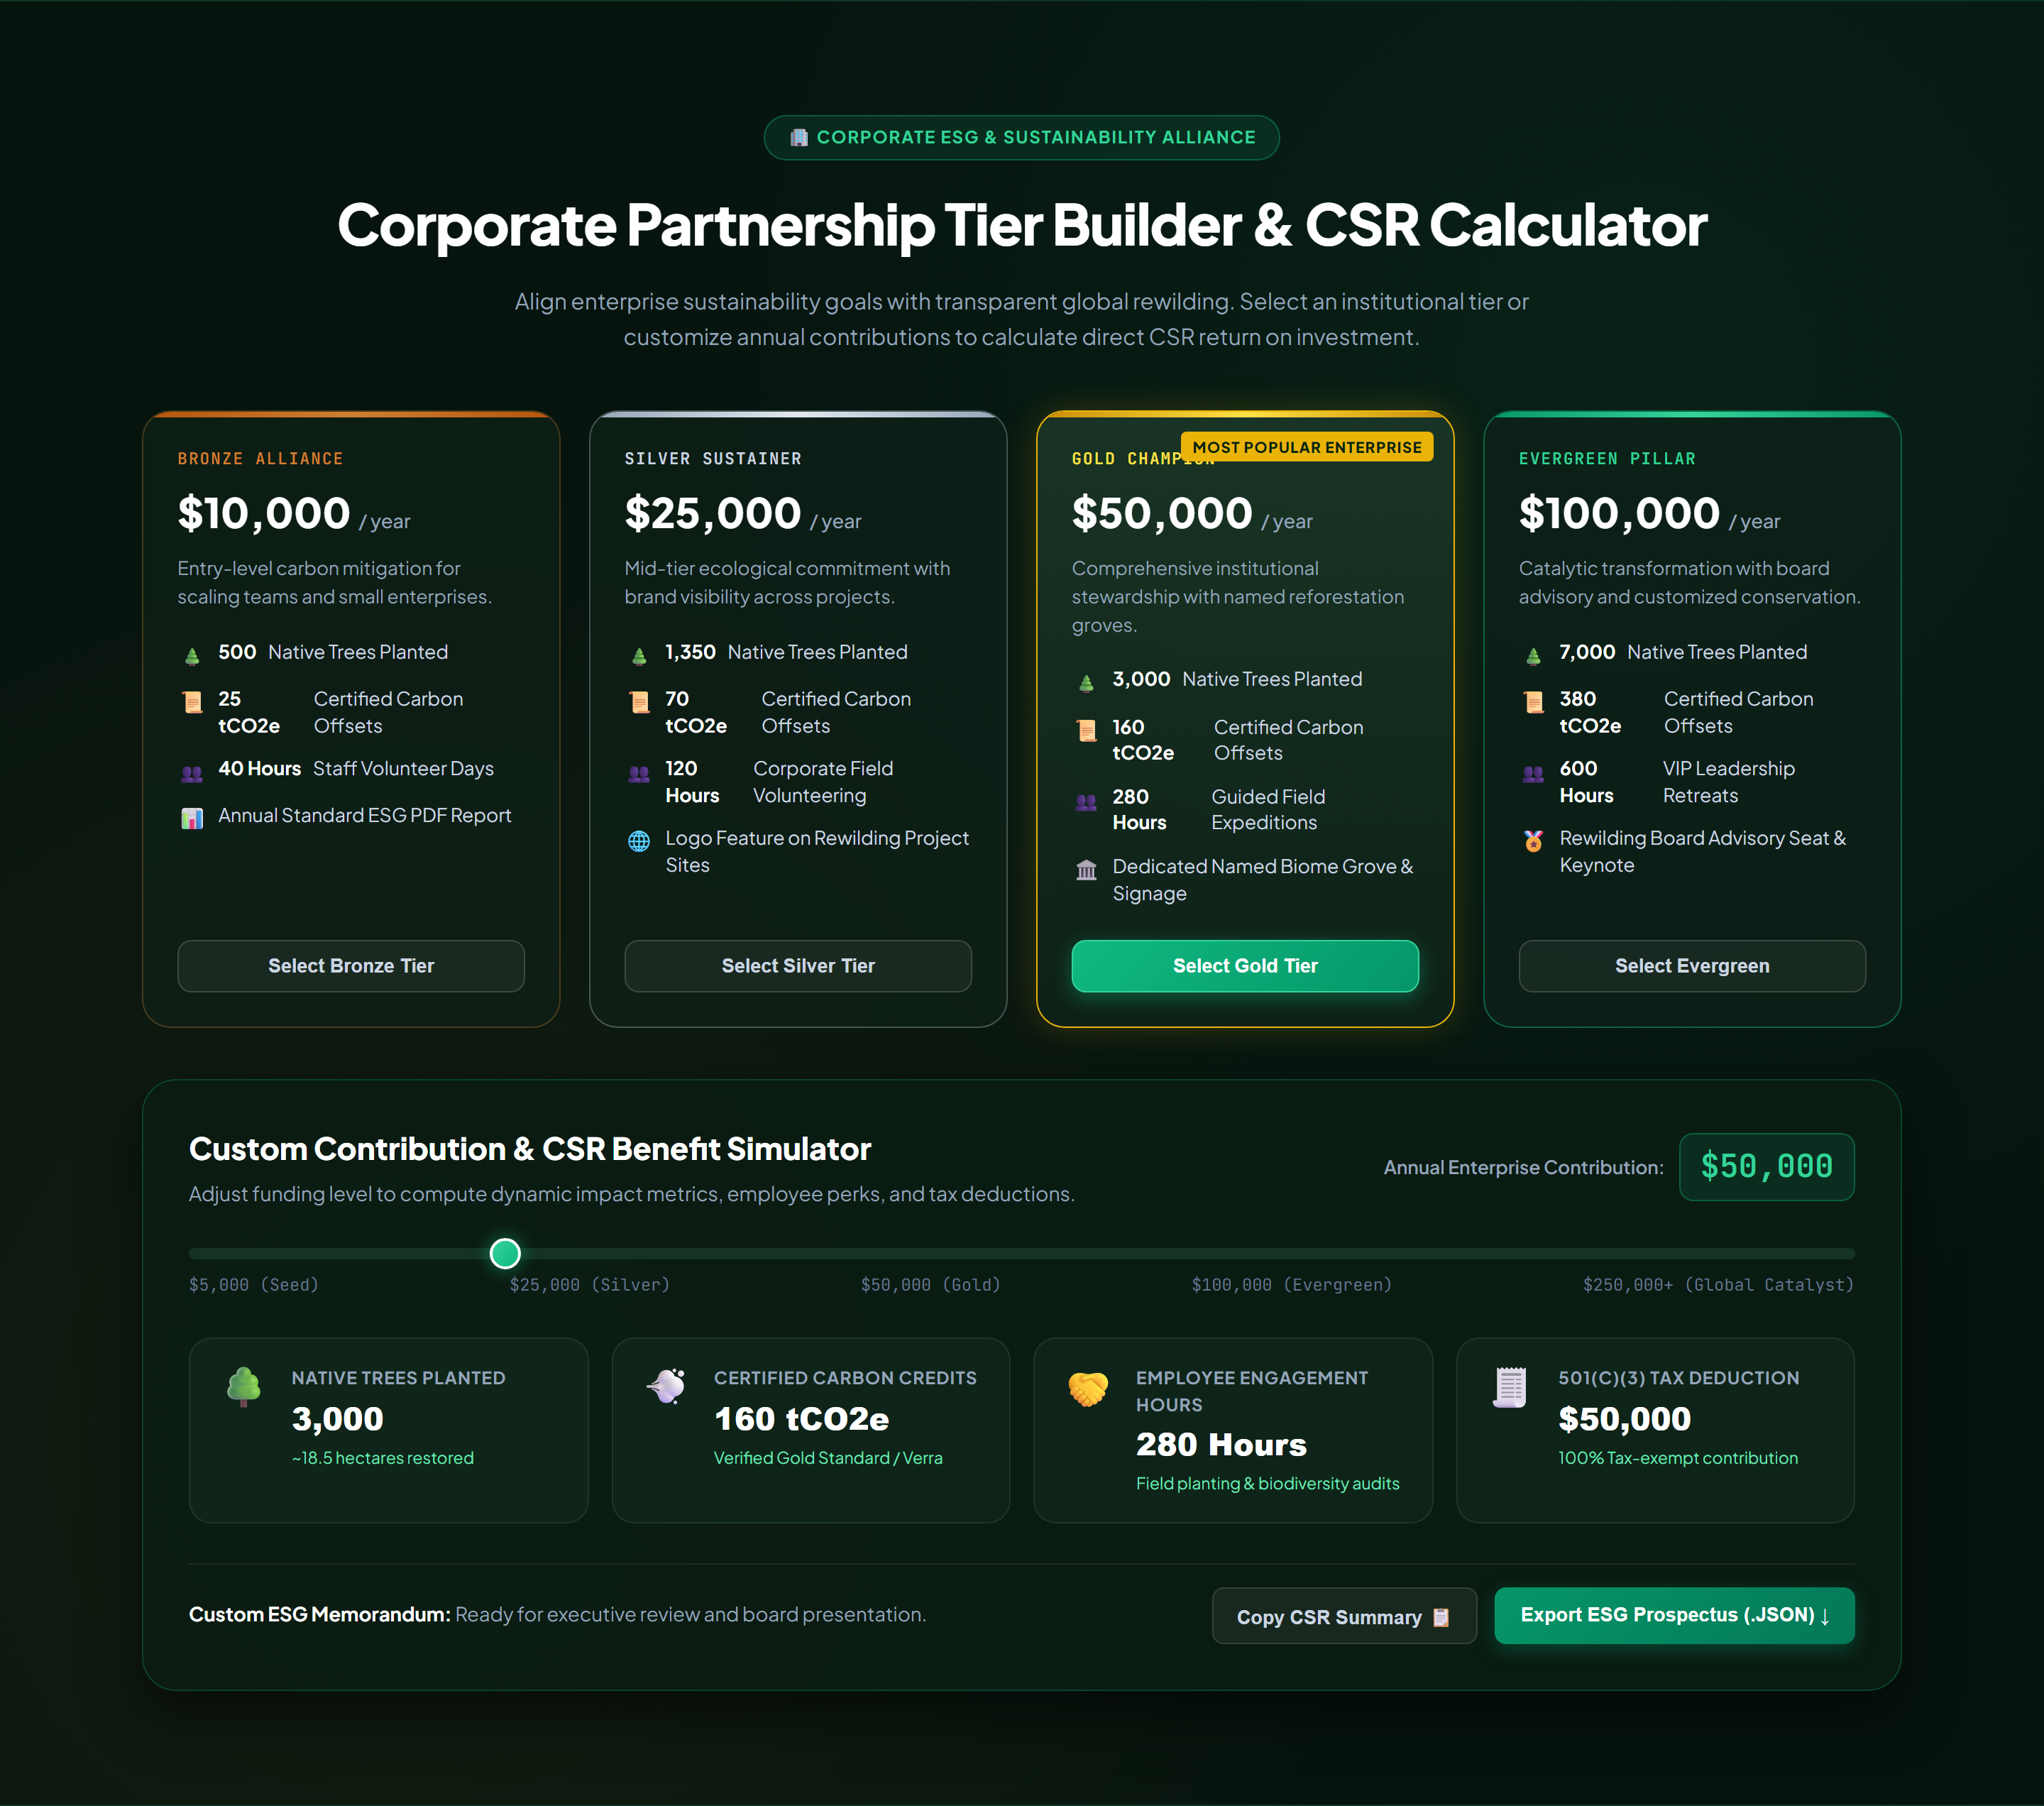 CORPORATE ESG & SUSTAINABILITY ALLIANCE
Corporate Partnership Tier Builder & CSR Calculator
Align enterprise sustainability goals with transparent global rewilding. Select an institutional tier or
customize annual contributions to calculate direct CSR return on investment.
BRONZE ALLIANCE
$10,000 / year
Entry-level carbon mitigation for
scaling teams and small enterprises.
500 Native Trees Planted
25 tCO2e Certified Carbon Offsets
40 Hours Staff Volunteer Days
Annual Standard ESG PDF Report
Select Bronze Tier
SILVER SUSTAINER
$25,000 / year
Mid-tier ecological commitment with
brand visibility across projects.
1,350 Native Trees Planted
70 tCO2e Certified Carbon Offsets
120 Hours Corporate Field Volunteering
Logo Feature on Rewilding Project
Sites
Select Silver Tier
MOST POPULAR ENTERPRISE
GOLD CHAMPION
$50,000 / year
Comprehensive institutional
stewardship with named reforestation
groves.
3,000 Native Trees Planted
160 tCO2e Certified Carbon Offsets
280 Hours Guided Field Expeditions
Dedicated Named Biome Grove &
Signage
Select Gold Tier
EVERGREEN PILLAR
$100,000 / year
Catalytic transformation with board
advisory and customized conservation.
7,000 Native Trees Planted
380 tCO2e Certified Carbon Offsets
600 Hours VIP Leadership Retreats
Rewilding Board Advisory Seat &
Keynote
Select Evergreen
Custom Contribution & CSR Benefit Simulator
Adjust funding level to compute dynamic impact metrics, employee perks, and tax deductions.
Annual Enterprise Contribution: $50,000
$5,000 (Seed) $25,000 (Silver) $50,000 (Gold) $100,000 (Evergreen) $250,000+ (Global Catalyst)
NATIVE TREES PLANTED
3,000
~18.5 hectares restored
CERTIFIED CARBON CREDITS
160 tCO2e
Verified Gold Standard / Verra
EMPLOYEE ENGAGEMENT
HOURS
280 Hours
Field planting & biodiversity audits
501(C)(3) TAX DEDUCTION
$50,000
100% Tax-exempt contribution
Custom ESG Memorandum: Ready for executive review and board presentation.
Copy CSR Summary
Export ESG Prospectus (.JSON) ↓